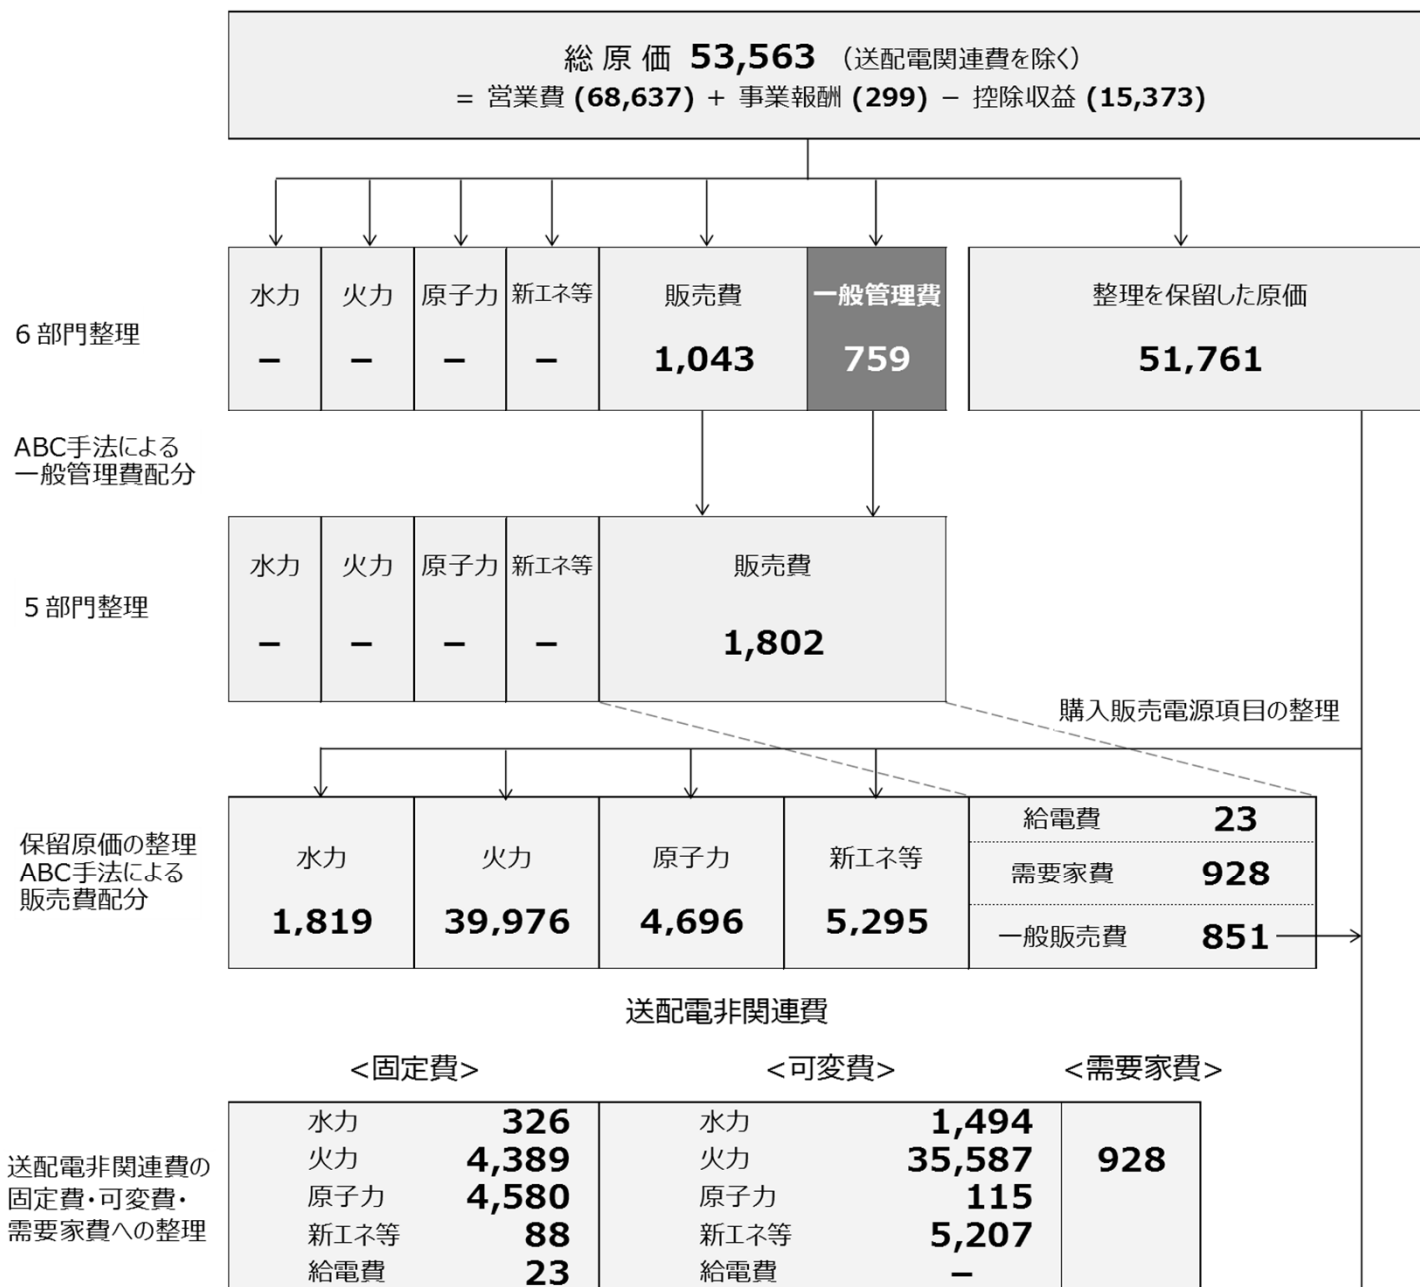 総原価 53,563 （送配電関連費を除く）
= 営業費 (68,637) + 事業報酬 (299) − 控除収益 (15,373)
６部門整理
水力 火力 原子力 新エネ等 販売費 一般管理費 整理を保留した原価
− − − − 1,043 759 51,761
ABC手法による
一般管理費配分
５部門整理
水力 火力 原子力 新エネ等 販売費
− − − − 1,802
購入販売電源項目の整理
保留原価の整理
ABC手法による
販売費配分
水力 火力 原子力 新エネ等
1,819 39,976 4,696 5,295
給電費 23
需要家費 928
一般販売費 851
送配電非関連費
<固定費> <可変費> <需要家費>
送配電非関連費の
固定費・可変費・
需要家費への整理
水力 326 水力 1,494
火力 4,389 火力 35,587 928
原子力 4,580 原子力 115
新エネ等 88 新エネ等 5,207
給電費 23 給電費 −